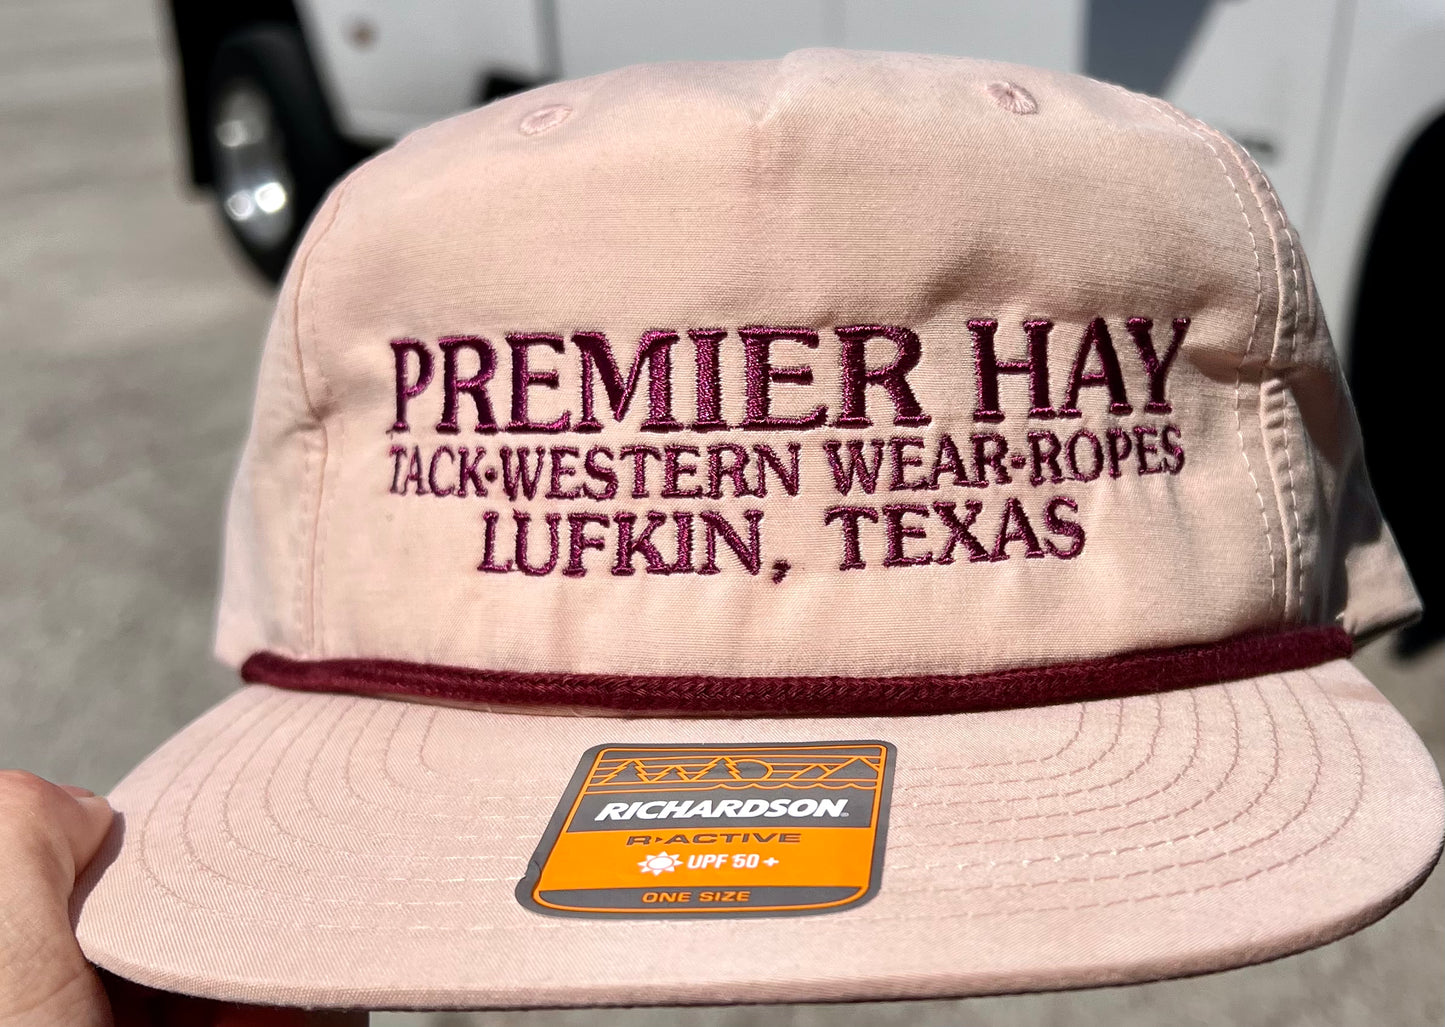 PREMIER HAY
TACK·WESTERN WEAR·ROPES
LUFKIN, TEXAS
RICHARDSON
R▸ACTIVE
UPF 50+
ONE SIZE